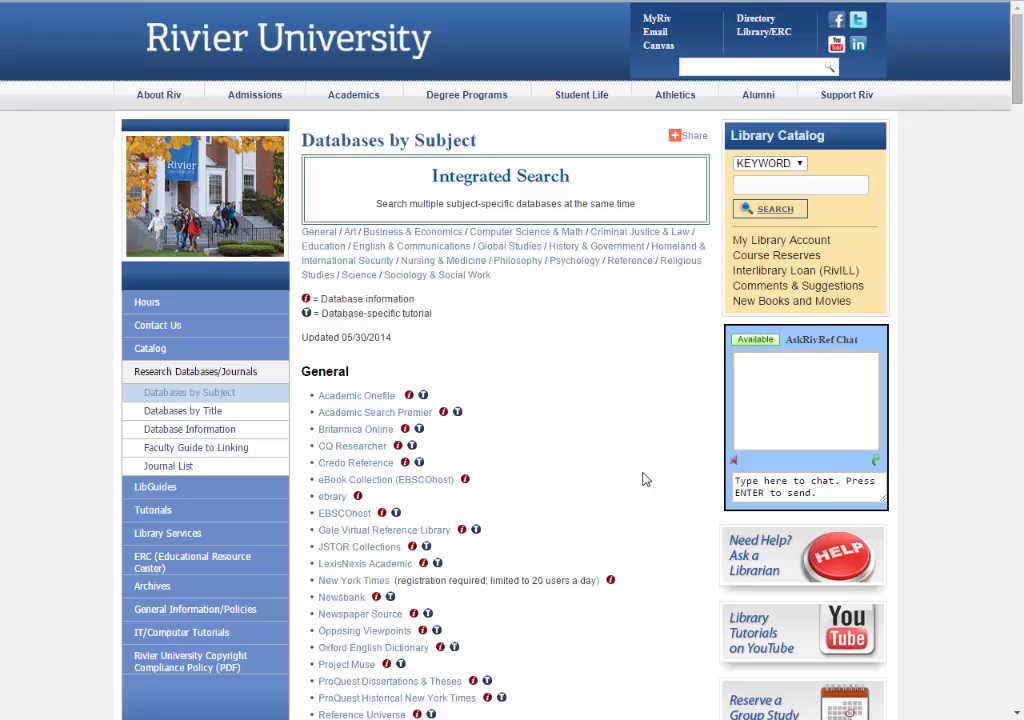 Rivier University
MyRiv
Email
Canvas
Directory
Library/ERC
You
Tube
About Riv
Admissions
Academics
Degree Programs
Student Life
Athletics
Alumni
Support Riv
Rivier
Hours
Contact Us
Catalog
Research Databases/Journals
Databases by Subject
Databases by Title
Database Information
Faculty Guide to Linking
Journal List
LibGuides
Tutorials
Library Services
ERC (Educational Resource
Center)
Archives
General Information/Policies
IT/Computer Tutorials
Rivier University Copyright
Compliance Policy (PDF)
Databases by Subject
Share
Integrated Search
Search multiple subject-specific databases at the same time
General / Art / Business & Economics / Computer Science & Math / Criminal Justice & Law /
Education / English & Communications / Global Studies / History & Government / Homeland &
International Security / Nursing & Medicine / Philosophy / Psychology / Reference / Religious
Studies / Science / Sociology & Social Work
i = Database information
T = Database-specific tutorial
Updated 05/30/2014
General
• Academic Onefile i T
• Academic Search Premier i T
• Britannica Online i T
• CQ Researcher i T
• Credo Reference i T
• eBook Collection (EBSCOhost) i
• ebrary i
• EBSCOhost i T
• Gale Virtual Reference Library i T
• JSTOR Collections i T
• LexisNexis Academic i T
• New York Times (registration required; limited to 20 users a day) i
• Newsbank i T
• Newspaper Source i T
• Opposing Viewpoints i T
• Oxford English Dictionary i T
• Project Muse i T
• ProQuest Dissertations & Theses i T
• ProQuest Historical New York Times i T
• Reference Universe i T
Library Catalog
KEYWORD
SEARCH
My Library Account
Course Reserves
Interlibrary Loan (RivILL)
Comments & Suggestions
New Books and Movies
Available AskRivRef Chat
Type here to chat. Press
ENTER to send.
Need Help?
Ask a
Librarian
HELP
Library
Tutorials
on YouTube
You
Tube
Reserve a
Group Study